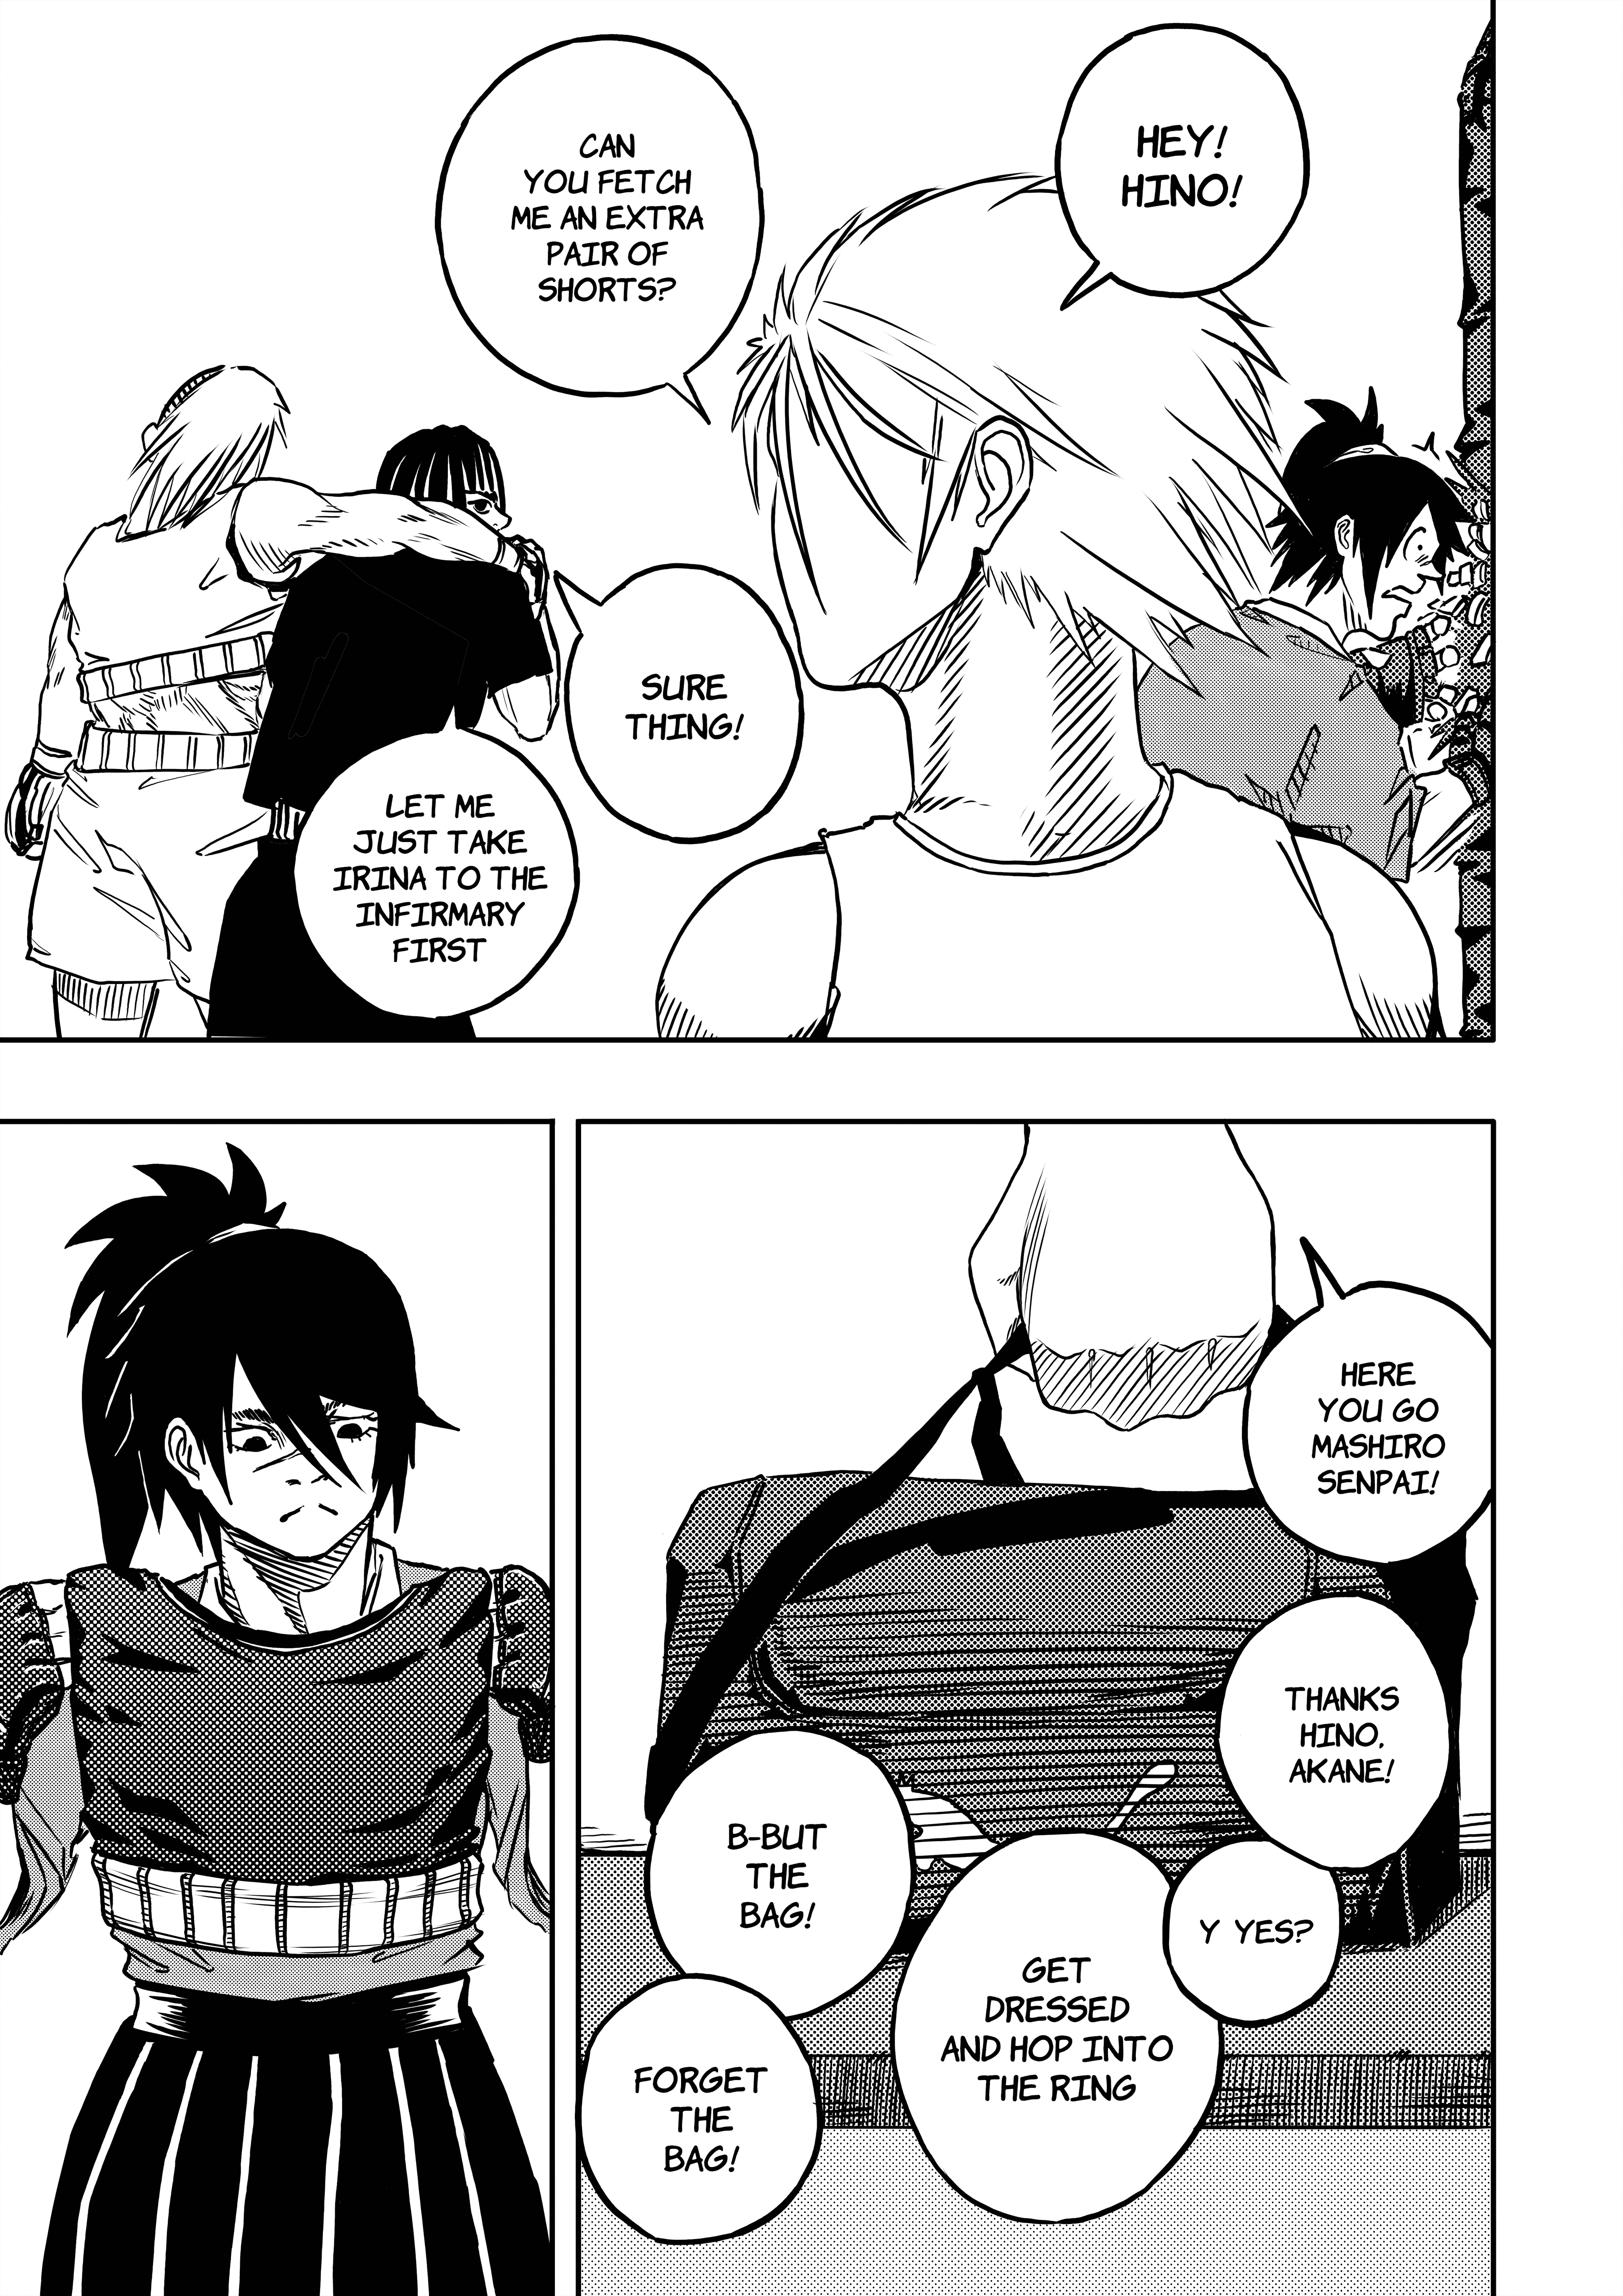 HEY!
HINO!
CAN
YOU FETCH
ME AN EXTRA
PAIR OF
SHORTS?
SURE
THING!
LET ME
JUST TAKE
IRINA TO THE
INFIRMARY
FIRST
HERE
YOU GO
MASHIRO
SENPAI!
THANKS
HINO,
AKANE!
Y YES?
GET
DRESSED
AND HOP INTO
THE RING
B-BUT
THE
BAG!
FORGET
THE
BAG!